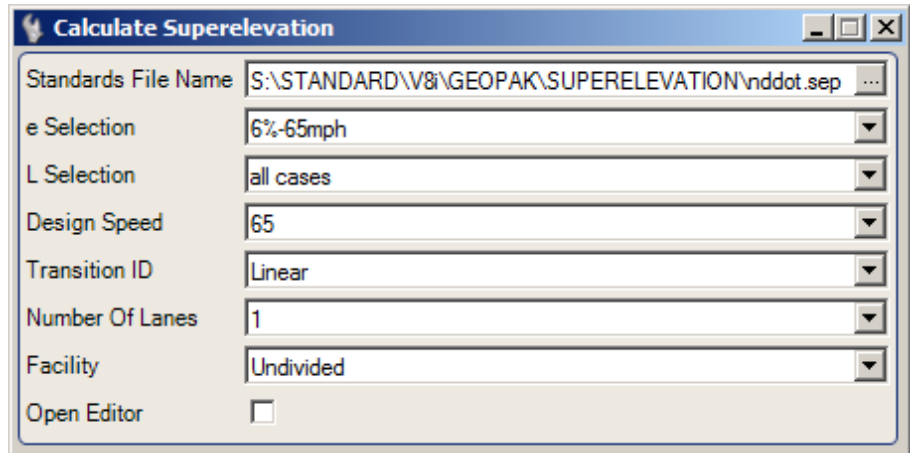 Calculate Superelevation
Standards File Name S:\STANDARD\V8i\GEOPAK\SUPERELEVATION\nddot.sep ...
e Selection 6%-65mph
L Selection all cases
Design Speed 65
Transition ID Linear
Number Of Lanes 1
Facility Undivided
Open Editor